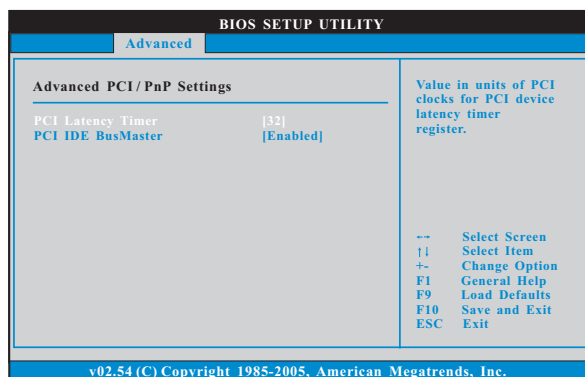 BIOS SETUP UTILITY
Advanced
Advanced PCI / PnP Settings
PCI Latency Timer [32]
PCI IDE BusMaster [Enabled]
Value in units of PCI
clocks for PCI device
latency timer
register.
←→ Select Screen
↑↓ Select Item
+- Change Option
F1 General Help
F9 Load Defaults
F10 Save and Exit
ESC Exit
v02.54 (C) Copyright 1985-2005, American Megatrends, Inc.